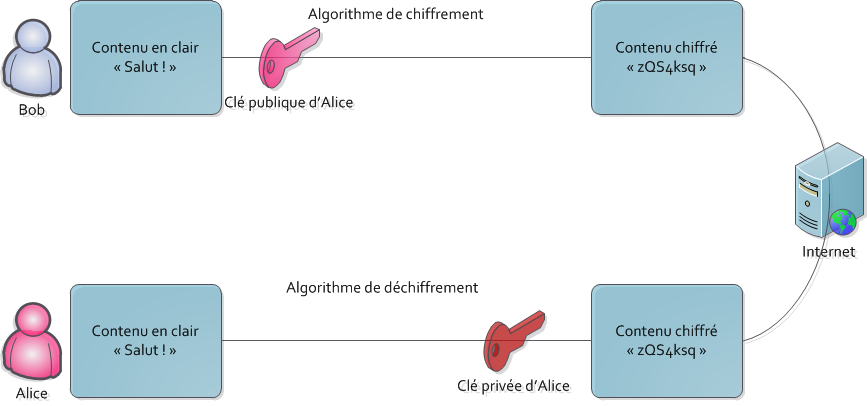 Algorithme de chiffrement
Contenu en clair
« Salut ! »
Contenu chiffré
« zQS4ksq »
Bob
Clé publique d'Alice
Internet
Algorithme de déchiffrement
Contenu en clair
« Salut ! »
Contenu chiffré
« zQS4ksq »
Alice
Clé privée d'Alice